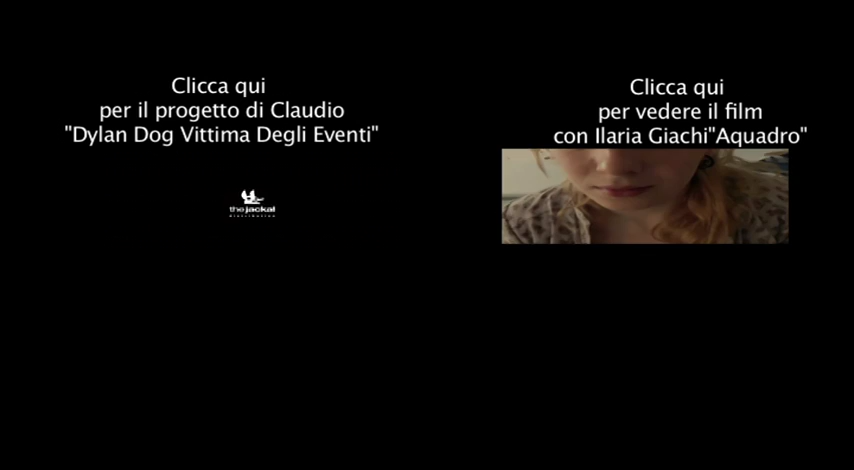 Clicca qui
per il progetto di Claudio
"Dylan Dog Vittima Degli Eventi"
the jackal
distribution
Clicca qui
per vedere il film
con Ilaria Giachi"Aquadro"